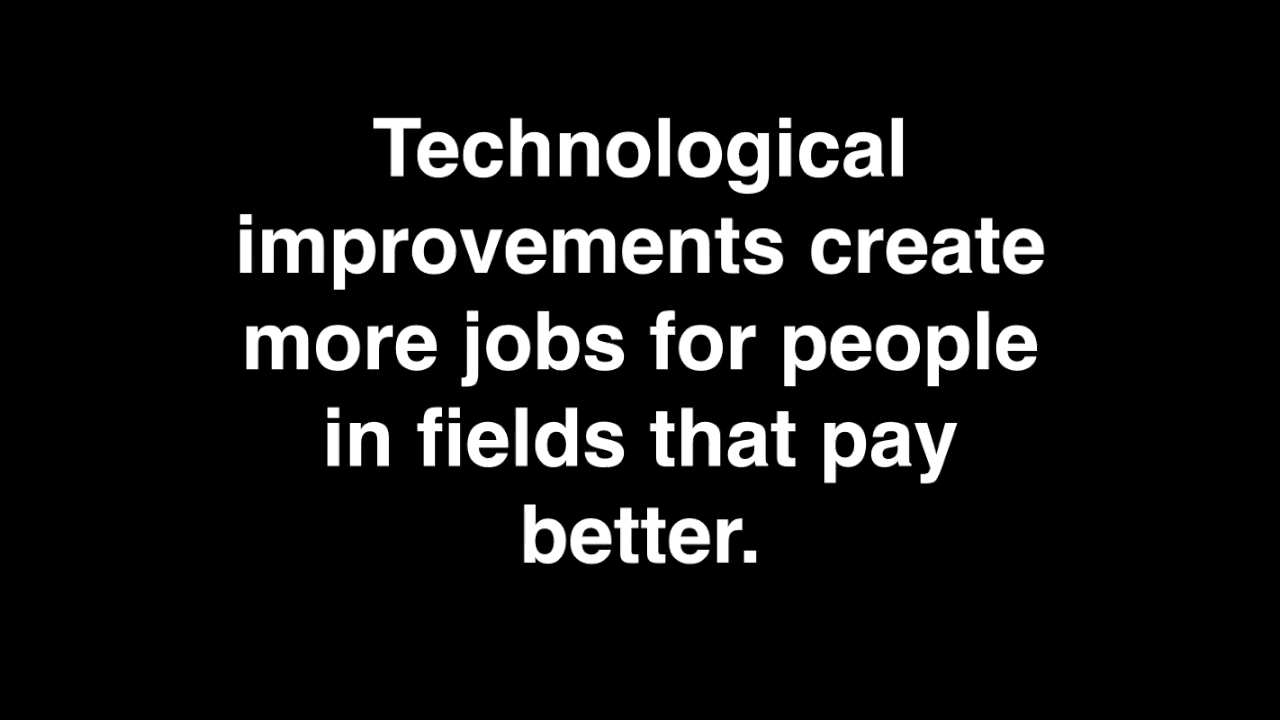 Technological
improvements create
more jobs for people
in fields that pay
better.